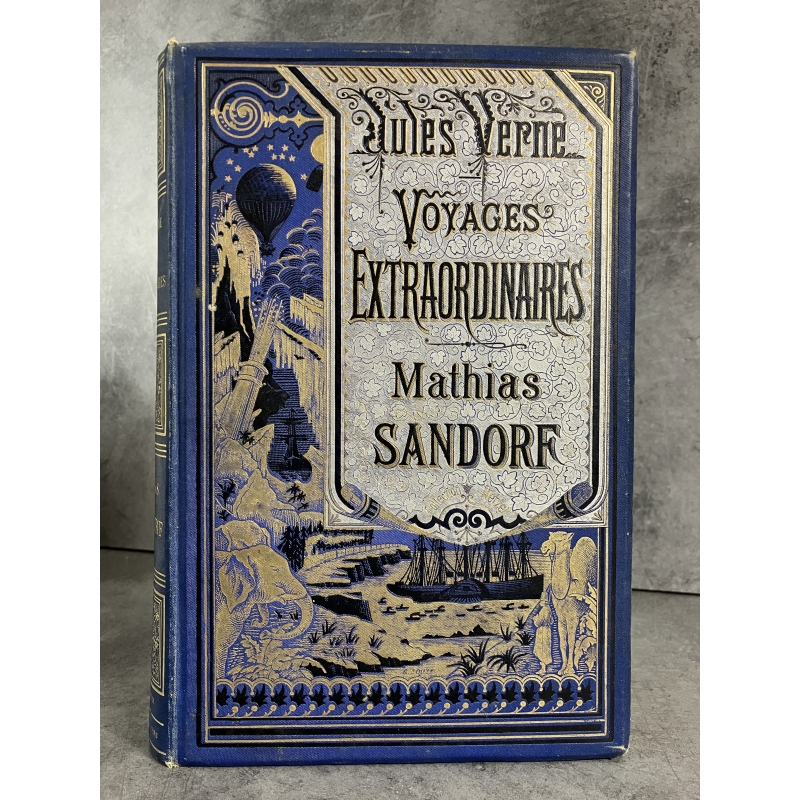 Jules Verne
VOYAGES
EXTRAORDINAIRES
Mathias
SANDORF